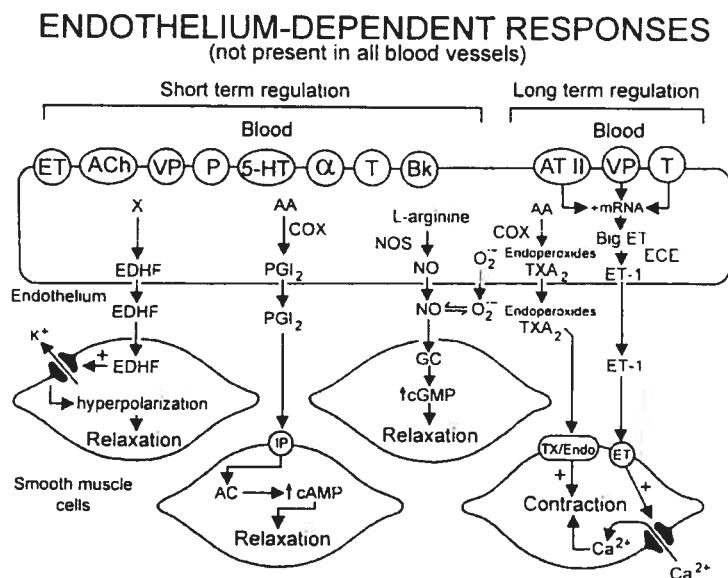 ENDOTHELIUM-DEPENDENT RESPONSES
(not present in all blood vessels)
Short term regulation
Long term regulation
Blood
Blood
ET ACh VP P 5-HT α T Bk
AT II VP T
X
AA
COX
L-arginine
NOS
O₂·−
AA
COX
+mRNA
Big ET
ECE
EDHF
PGI₂
NO
Endoperoxides
TXA₂
ET-1
Endothelium
EDHF
PGI₂
NO
O₂·−
Endoperoxides
TXA₂
K⁺
+
EDHF
GC
ET-1
hyperpolarization
↑cGMP
Relaxation
Relaxation
IP
TX/Endo
ET
Smooth muscle
cells
AC
↑cAMP
+
+
Contraction
Relaxation
Ca²⁺
Ca²⁺